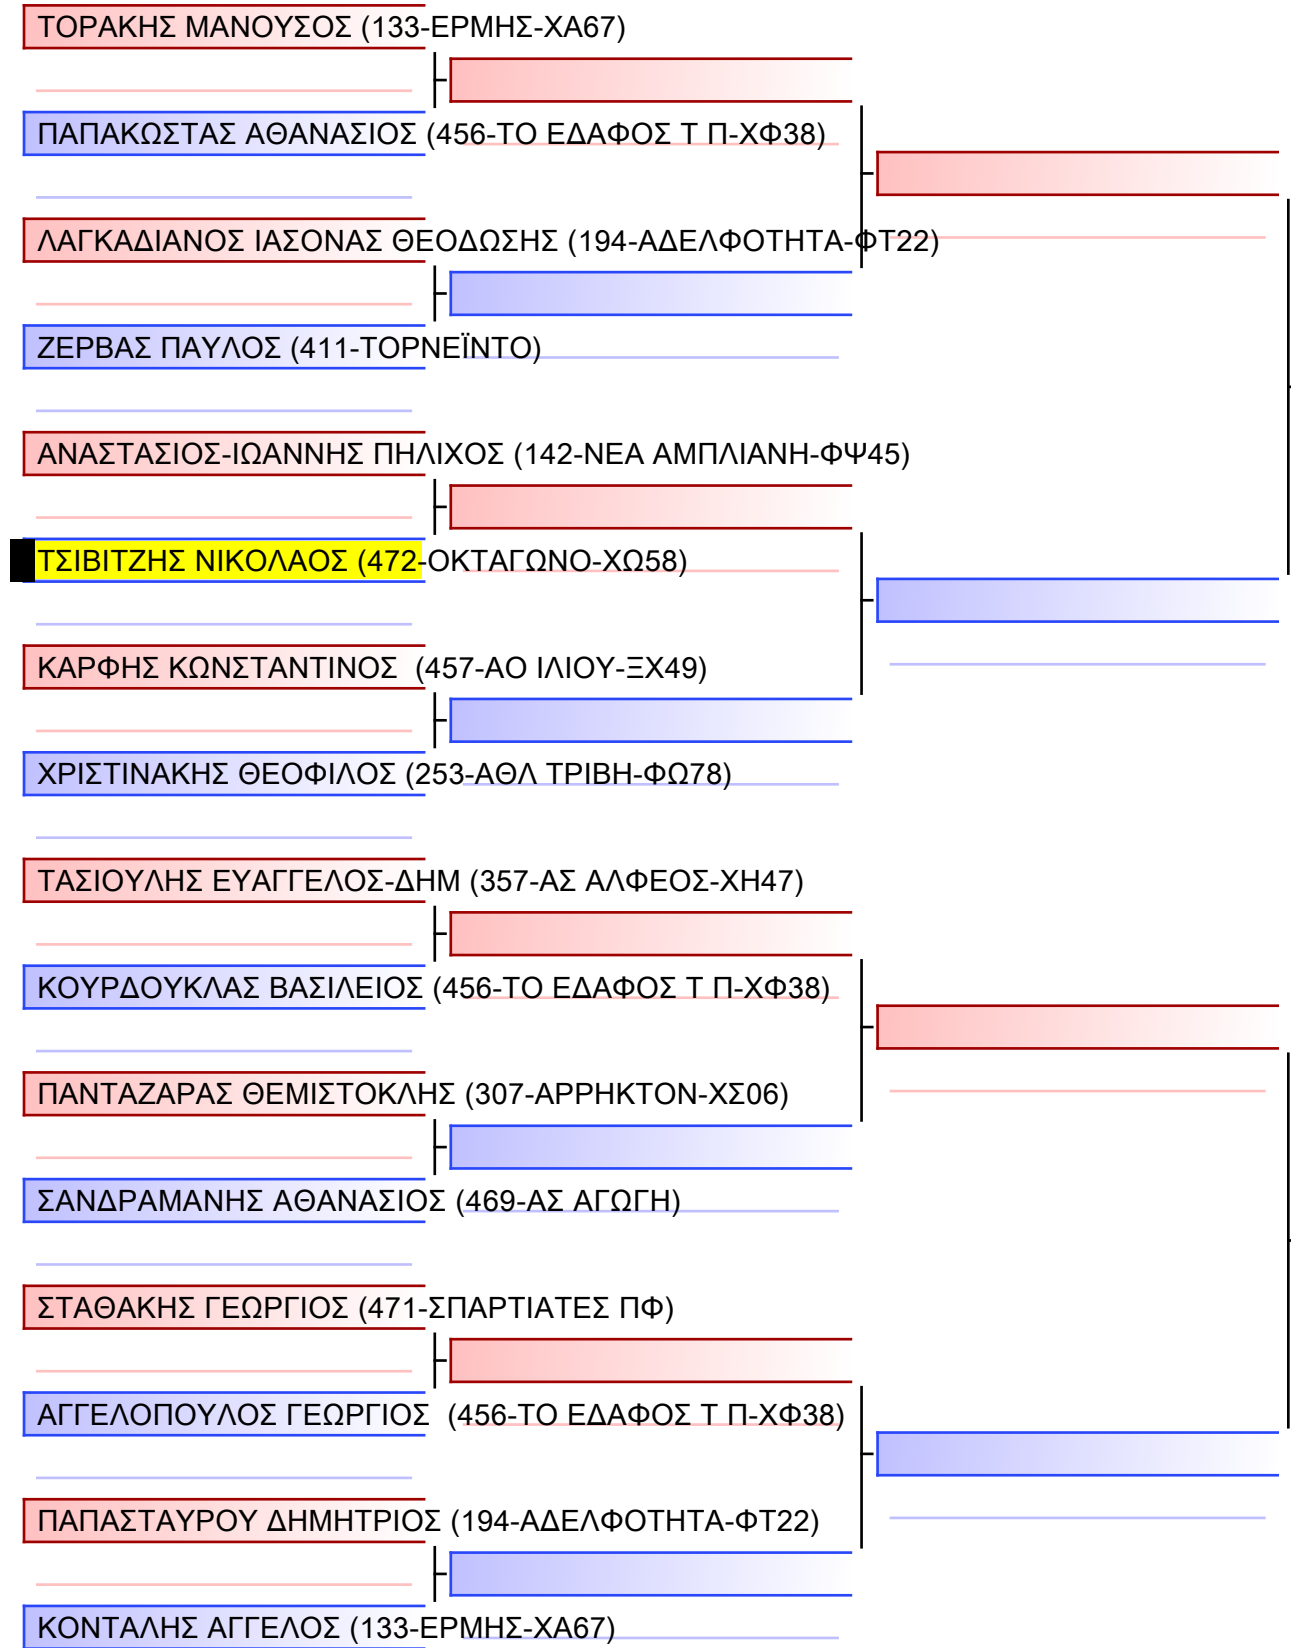 ΤΟΡΑΚΗΣ ΜΑΝΟΥΣΟΣ (133-ΕΡΜΗΣ-ΧΑ67)
ΠΑΠΑΚΩΣΤΑΣ ΑΘΑΝΑΣΙΟΣ (456-ΤΟ ΕΔΑΦΟΣ Τ Π-ΧΦ38)
ΛΑΓΚΑΔΙΑΝΟΣ ΙΑΣΟΝΑΣ ΘΕΟΔΩΣΗΣ (194-ΑΔΕΛΦΟΤΗΤΑ-ΦΤ22)
ΖΕΡΒΑΣ ΠΑΥΛΟΣ (411-ΤΟΡΝΕΪΝΤΟ)
ΑΝΑΣΤΑΣΙΟΣ-ΙΩΑΝΝΗΣ ΠΗΛΙΧΟΣ (142-ΝΕΑ ΑΜΠΛΙΑΝΗ-ΦΨ45)
ΤΣΙΒΙΤΖΗΣ ΝΙΚΟΛΑΟΣ (472-ΟΚΤΑΓΩΝΟ-ΧΩ58)
ΚΑΡΦΗΣ ΚΩΝΣΤΑΝΤΙΝΟΣ (457-ΑΟ ΙΛΙΟΥ-ΞΧ49)
ΧΡΙΣΤΙΝΑΚΗΣ ΘΕΟΦΙΛΟΣ (253-ΑΘΛ ΤΡΙΒΗ-ΦΩ78)
ΤΑΣΙΟΥΛΗΣ ΕΥΑΓΓΕΛΟΣ-ΔΗΜ (357-ΑΣ ΑΛΦΕΟΣ-ΧΗ47)
ΚΟΥΡΔΟΥΚΛΑΣ ΒΑΣΙΛΕΙΟΣ (456-ΤΟ ΕΔΑΦΟΣ Τ Π-ΧΦ38)
ΠΑΝΤΑΖΑΡΑΣ ΘΕΜΙΣΤΟΚΛΗΣ (307-ΑΡΡΗΚΤΟΝ-ΧΣ06)
ΣΑΝΔΡΑΜΑΝΗΣ ΑΘΑΝΑΣΙΟΣ (469-ΑΣ ΑΓΩΓΗ)
ΣΤΑΘΑΚΗΣ ΓΕΩΡΓΙΟΣ (471-ΣΠΑΡΤΙΑΤΕΣ ΠΦ)
ΑΓΓΕΛΟΠΟΥΛΟΣ ΓΕΩΡΓΙΟΣ (456-ΤΟ ΕΔΑΦΟΣ Τ Π-ΧΦ38)
ΠΑΠΑΣΤΑΥΡΟΥ ΔΗΜΗΤΡΙΟΣ (194-ΑΔΕΛΦΟΤΗΤΑ-ΦΤ22)
ΚΟΝΤΑΛΗΣ ΑΓΓΕΛΟΣ (133-ΕΡΜΗΣ-ΧΑ67)